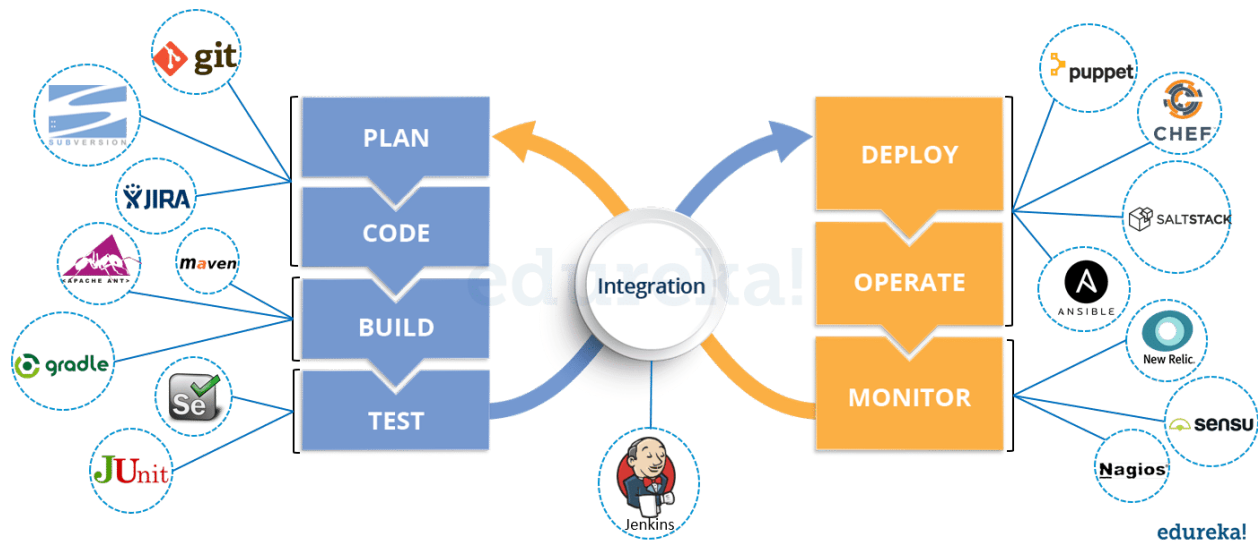 git
SUBVERSION
JIRA
APACHE ANT
maven
gradle
Se
JUnit
PLAN
CODE
BUILD
TEST
edureka!
Integration
Jenkins
DEPLOY
OPERATE
MONITOR
puppet
CHEF
SALTSTACK
A
ANSIBLE
New Relic.
sensu
Nagios
edureka!